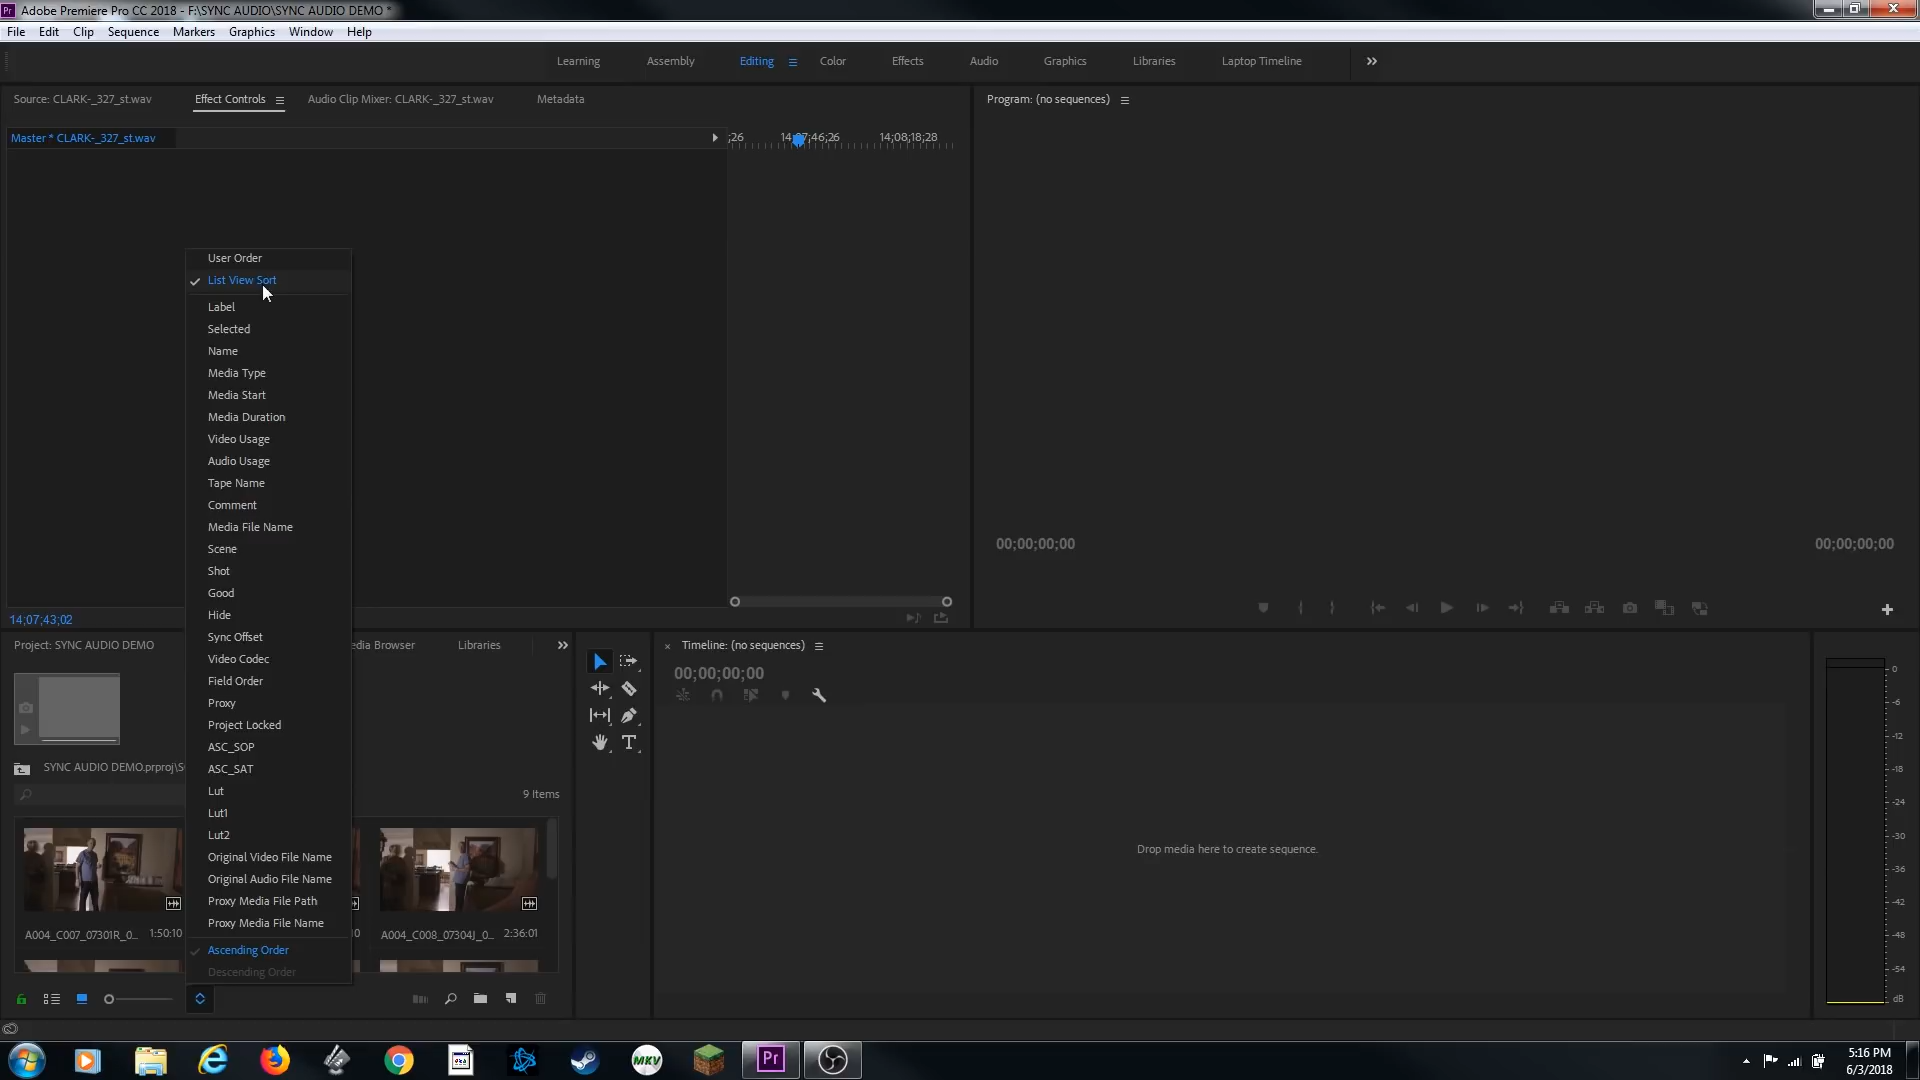 Adobe Premiere Pro CC 2018 - F:\SYNC AUDIO\SYNC AUDIO DEMO *
File Edit Clip Sequence Markers Graphics Window Help
Learning Assembly Editing Color Effects Audio Graphics Libraries Laptop Timeline
Source: CLARK-_327_st.wav Effect Controls Audio Clip Mixer: CLARK-_327_st.wav Metadata
Program: (no sequences)
Master * CLARK-_327_st.wav
;26 14;07;46;26 14;08;18;28
User Order
List View Sort
Label
Selected
Name
Media Type
Media Start
Media Duration
Video Usage
Audio Usage
Tape Name
Comment
Media File Name
Scene
Shot
Good
Hide
Sync Offset
Video Codec
Field Order
Proxy
Project Locked
ASC_SOP
ASC_SAT
Lut
Lut1
Lut2
Original Video File Name
Original Audio File Name
Proxy Media File Path
Proxy Media File Name
Ascending Order
Descending Order
00;00;00;00 00;00;00;00
14;07;43;02
Project: SYNC AUDIO DEMO edia Browser Libraries
SYNC AUDIO DEMO.prproj\S
9 Items
A004_C007_07301R_0... 1:50:10 10 A004_C008_07304J_0... 2:36:01
Timeline: (no sequences)
00;00;00;00
Drop media here to create sequence.
0
-6
-12
-18
-24
-30
-36
-42
-48
-54
dB
MKV
Pr
5:16 PM
6/3/2018